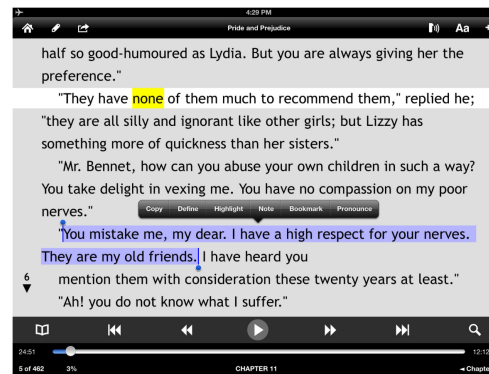 4:29 PM
Pride and Prejudice
Aa
half so good-humoured as Lydia. But you are always giving her the
preference."
"They have none of them much to recommend them," replied he;
"they are all silly and ignorant like other girls; but Lizzy has
something more of quickness than her sisters."
"Mr. Bennet, how can you abuse your own children in such a way?
You take delight in vexing me. You have no compassion on my poor
nerves."
Copy Define Highlight Note Bookmark Pronounce
"You mistake me, my dear. I have a high respect for your nerves.
They are my old friends. I have heard you
6
mention them with consideration these twenty years at least."
"Ah! you do not know what I suffer."
24:51
12:12
5 of 462 3% CHAPTER 11 ◄ Chapte